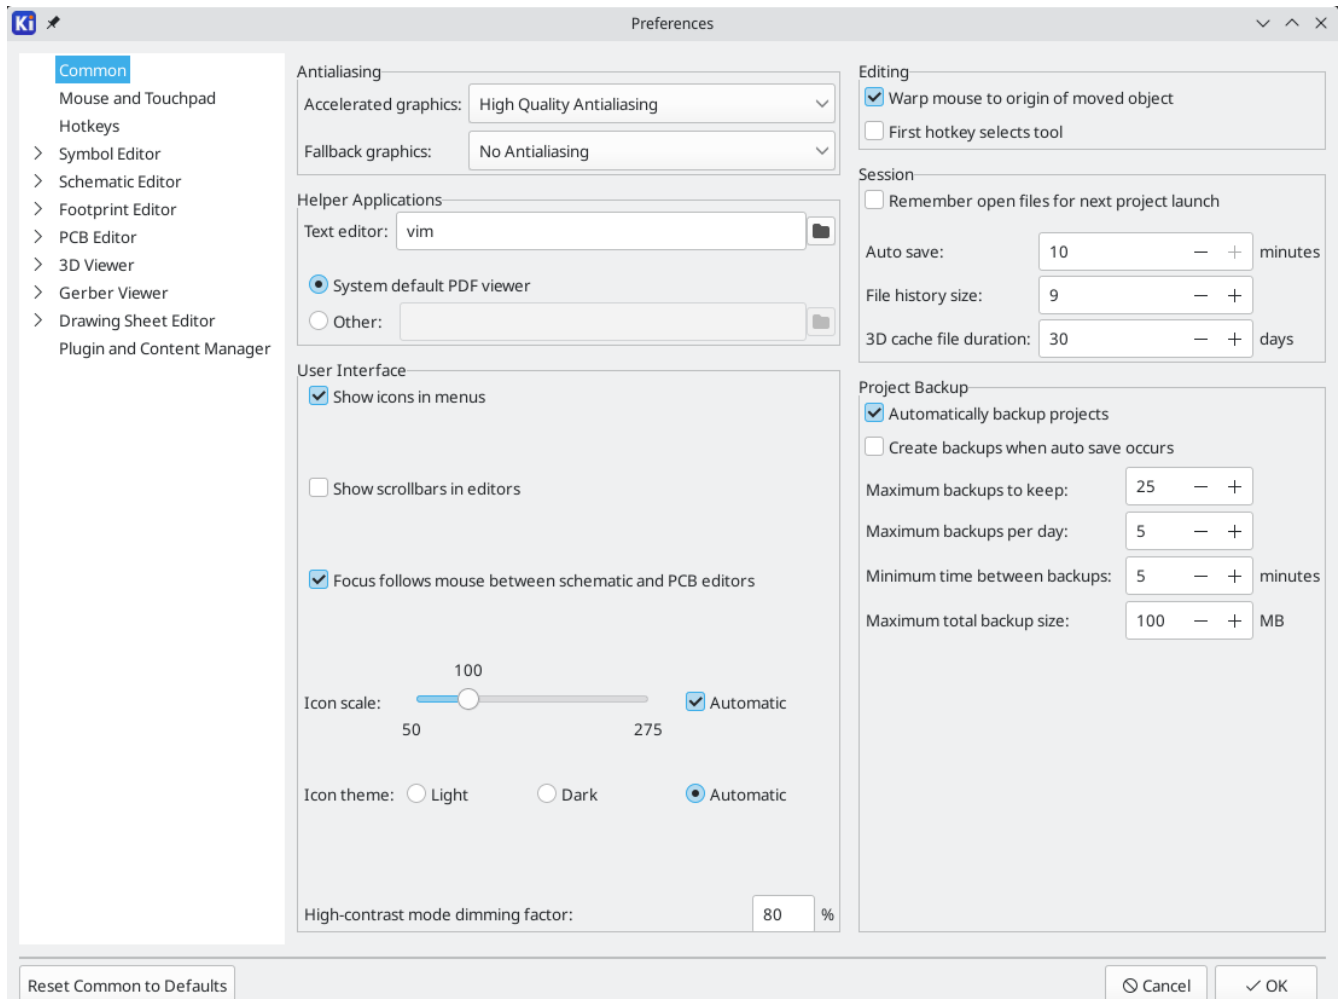 Ki Preferences
Common
Mouse and Touchpad
Hotkeys
Symbol Editor
Schematic Editor
Footprint Editor
PCB Editor
3D Viewer
Gerber Viewer
Drawing Sheet Editor
Plugin and Content Manager
Antialiasing
Accelerated graphics: High Quality Antialiasing
Fallback graphics: No Antialiasing
Helper Applications
Text editor: vim
System default PDF viewer
Other:
User Interface
Show icons in menus
Show scrollbars in editors
Focus follows mouse between schematic and PCB editors
100
Icon scale: Automatic
50 275
Icon theme: Light Dark Automatic
High-contrast mode dimming factor: 80 %
Editing
Warp mouse to origin of moved object
First hotkey selects tool
Session
Remember open files for next project launch
Auto save: 10 minutes
File history size: 9
3D cache file duration: 30 days
Project Backup
Automatically backup projects
Create backups when auto save occurs
Maximum backups to keep: 25
Maximum backups per day: 5
Minimum time between backups: 5 minutes
Maximum total backup size: 100 MB
Reset Common to Defaults Cancel OK